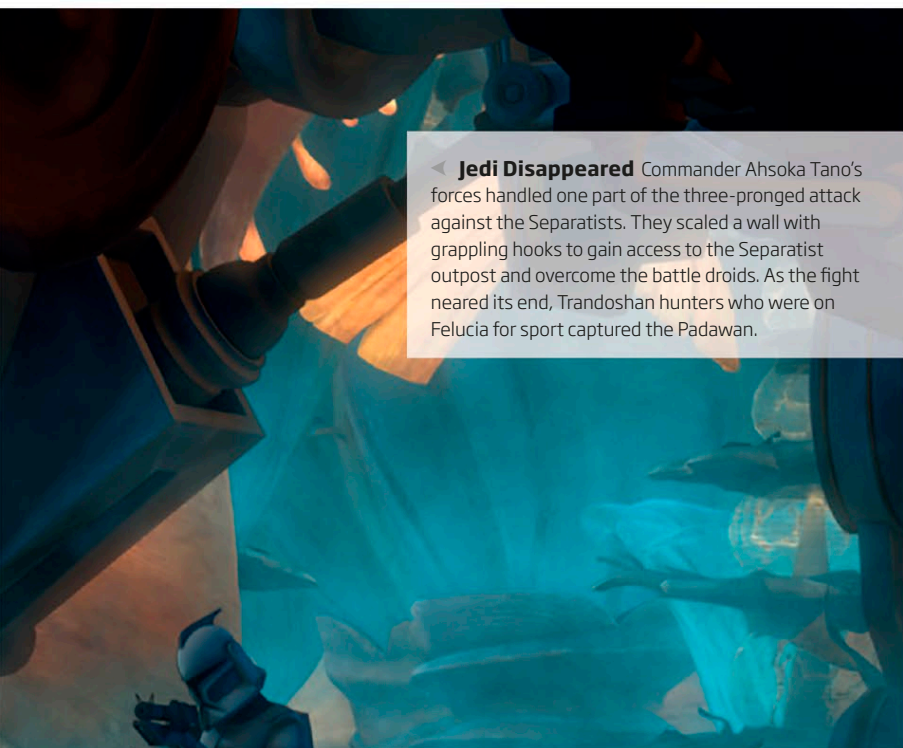 Jedi Disappeared Commander Ahsoka Tano’s
forces handled one part of the three-pronged attack
against the Separatists. They scaled a wall with
grappling hooks to gain access to the Separatist
outpost and overcome the battle droids. As the fight
neared its end, Trandoshan hunters who were on
Felucia for sport captured the Padawan.